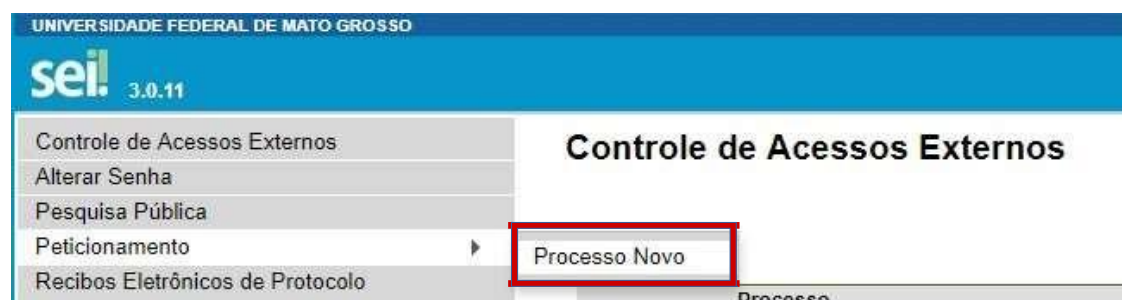 UNIVERSIDADE FEDERAL DE MATO GROSSO
sei! 3.0.11
Controle de Acessos Externos
Alterar Senha
Pesquisa Pública
Peticionamento
Recibos Eletrônicos de Protocolo
Controle de Acessos Externos
Processo Novo
Processo